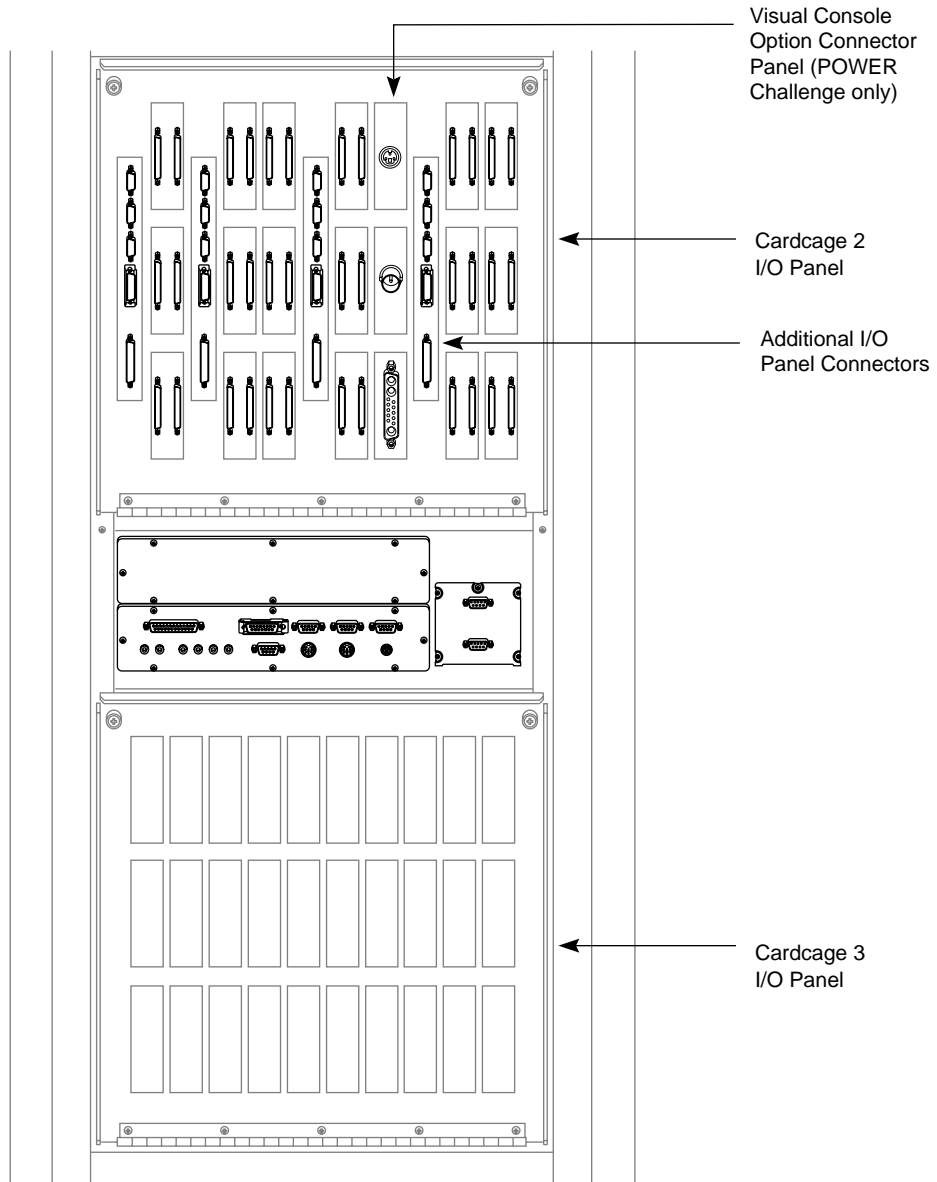 Visual Console
Option Connector
Panel (POWER
Challenge only)
Cardcage 2
I/O Panel
Additional I/O
Panel Connectors
Cardcage 3
I/O Panel